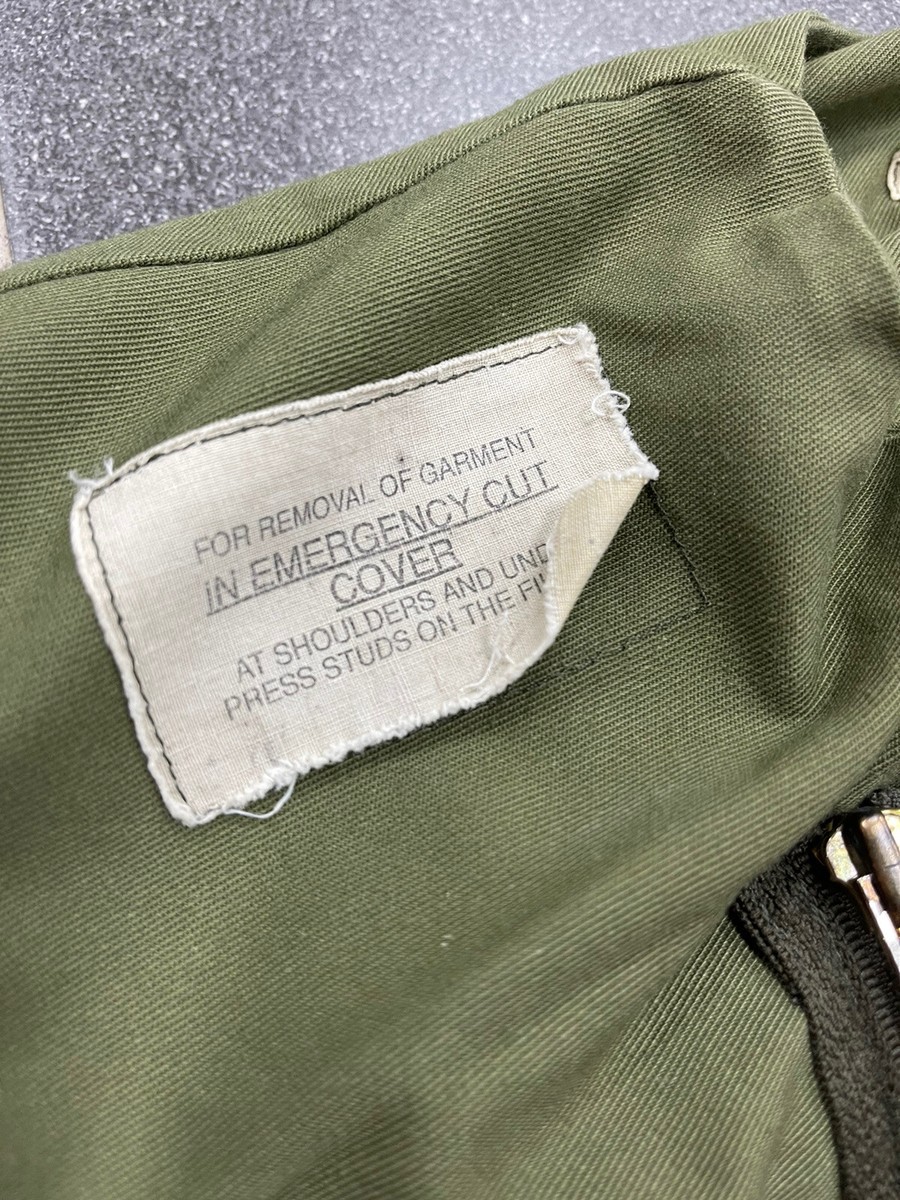 FOR REMOVAL OF GARMENT
IN EMERGENCY CUT
COVER
AT SHOULDERS AND
PRESS STUDS ON THE